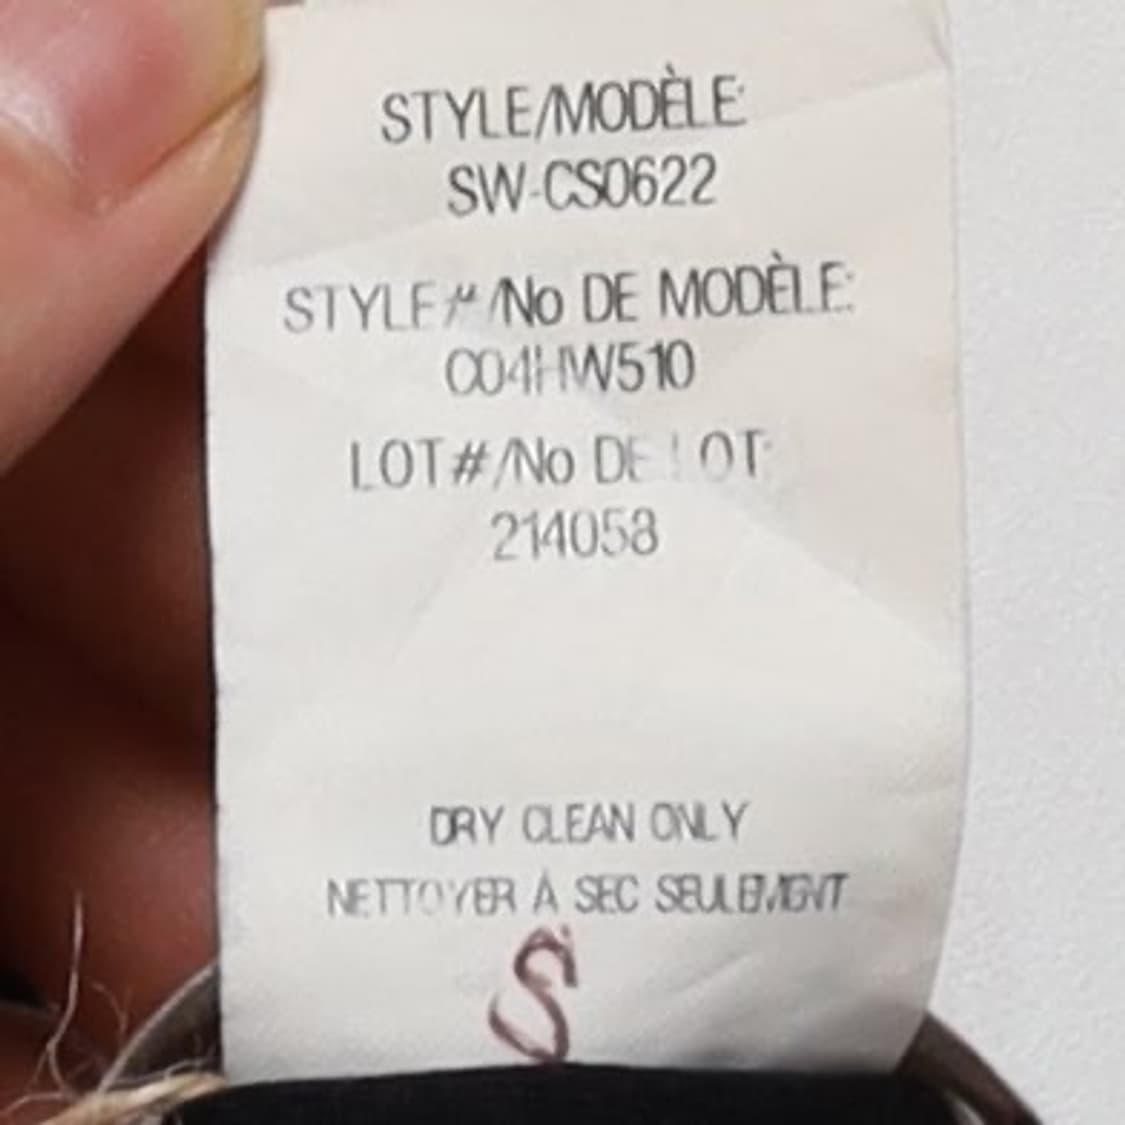 STYLE/MODÈLE:
SW-CS0622
STYLE#/No DE MODÈLE:
C04HW510
LOT#/No DE LOT:
214058
DRY CLEAN ONLY
NETTOYER À SEC SEULEMENT
S